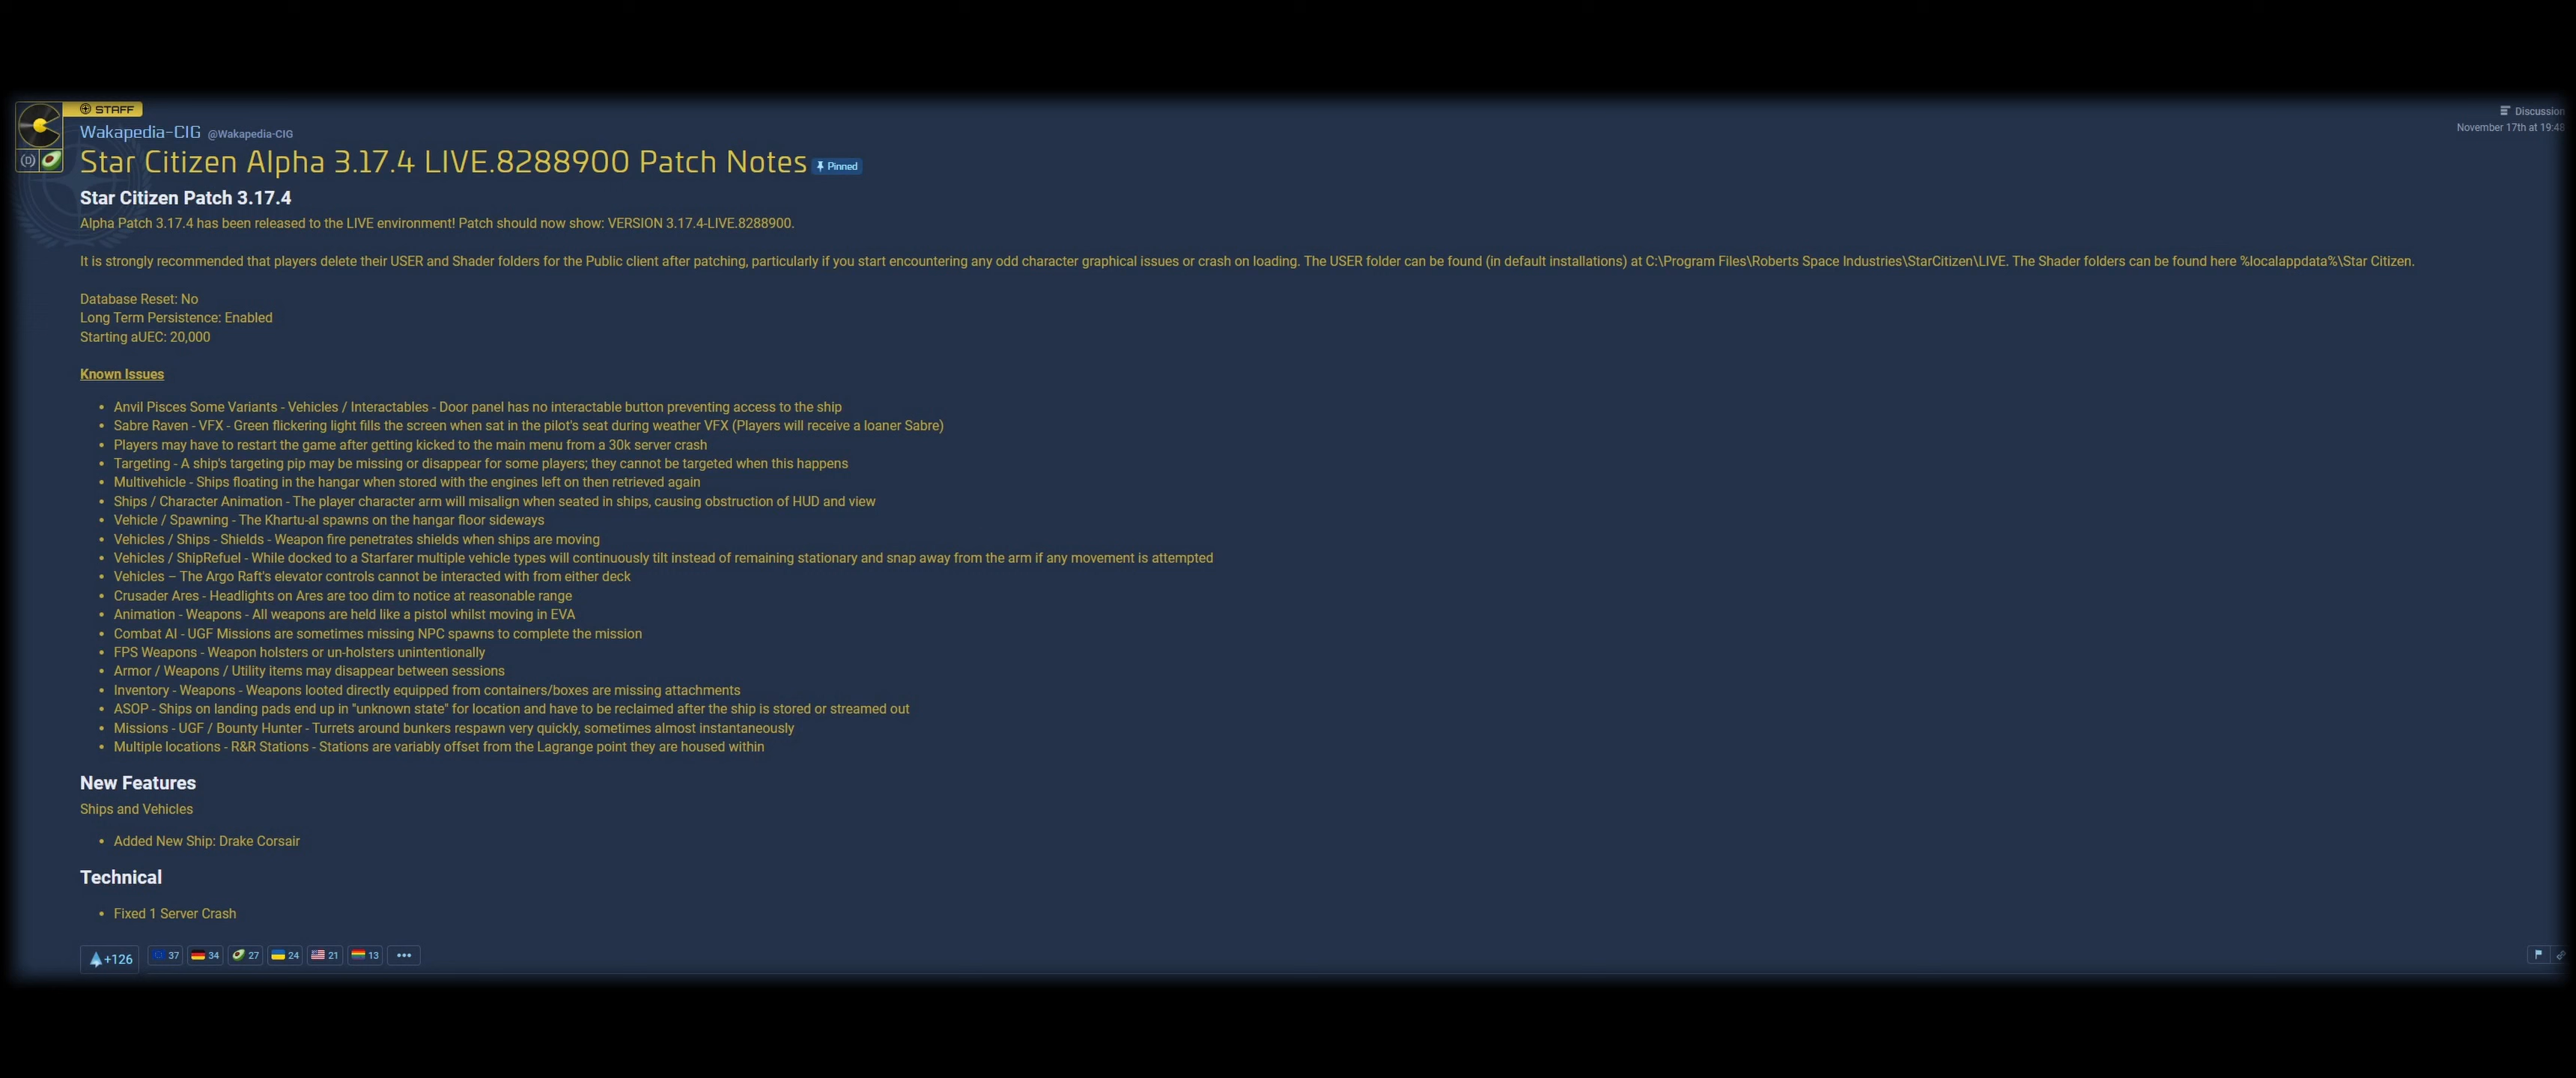 STAFF
Discussion
Wakapedia-CIG @Wakapedia-CIG
November 17th at 19:48
Star Citizen Alpha 3.17.4 LIVE.8288900 Patch Notes Pinned
Star Citizen Patch 3.17.4
Alpha Patch 3.17.4 has been released to the LIVE environment! Patch should now show: VERSION 3.17.4-LIVE.8288900.
It is strongly recommended that players delete their USER and Shader folders for the Public client after patching, particularly if you start encountering any odd character graphical issues or crash on loading. The USER folder can be found (in default installations) at C:\Program Files\Roberts Space Industries\StarCitizen\LIVE. The Shader folders can be found here %localappdata%\Star Citizen.
Database Reset: No
Long Term Persistence: Enabled
Starting aUEC: 20,000
Known Issues
• Anvil Pisces Some Variants - Vehicles / Interactables - Door panel has no interactable button preventing access to the ship
• Sabre Raven - VFX - Green flickering light fills the screen when sat in the pilot's seat during weather VFX (Players will receive a loaner Sabre)
• Players may have to restart the game after getting kicked to the main menu from a 30k server crash
• Targeting - A ship's targeting pip may be missing or disappear for some players; they cannot be targeted when this happens
• Multivehicle - Ships floating in the hangar when stored with the engines left on then retrieved again
• Ships / Character Animation - The player character arm will misalign when seated in ships, causing obstruction of HUD and view
• Vehicle / Spawning - The Khartu-al spawns on the hangar floor sideways
• Vehicles / Ships - Shields - Weapon fire penetrates shields when ships are moving
• Vehicles / ShipRefuel - While docked to a Starfarer multiple vehicle types will continuously tilt instead of remaining stationary and snap away from the arm if any movement is attempted
• Vehicles – The Argo Raft's elevator controls cannot be interacted with from either deck
• Crusader Ares - Headlights on Ares are too dim to notice at reasonable range
• Animation - Weapons - All weapons are held like a pistol whilst moving in EVA
• Combat AI - UGF Missions are sometimes missing NPC spawns to complete the mission
• FPS Weapons - Weapon holsters or un-holsters unintentionally
• Armor / Weapons / Utility items may disappear between sessions
• Inventory - Weapons - Weapons looted directly equipped from containers/boxes are missing attachments
• ASOP - Ships on landing pads end up in "unknown state" for location and have to be reclaimed after the ship is stored or streamed out
• Missions - UGF / Bounty Hunter - Turrets around bunkers respawn very quickly, sometimes almost instantaneously
• Multiple locations - R&R Stations - Stations are variably offset from the Lagrange point they are housed within
New Features
Ships and Vehicles
• Added New Ship: Drake Corsair
Technical
• Fixed 1 Server Crash
+126 37 34 27 24 21 13 •••